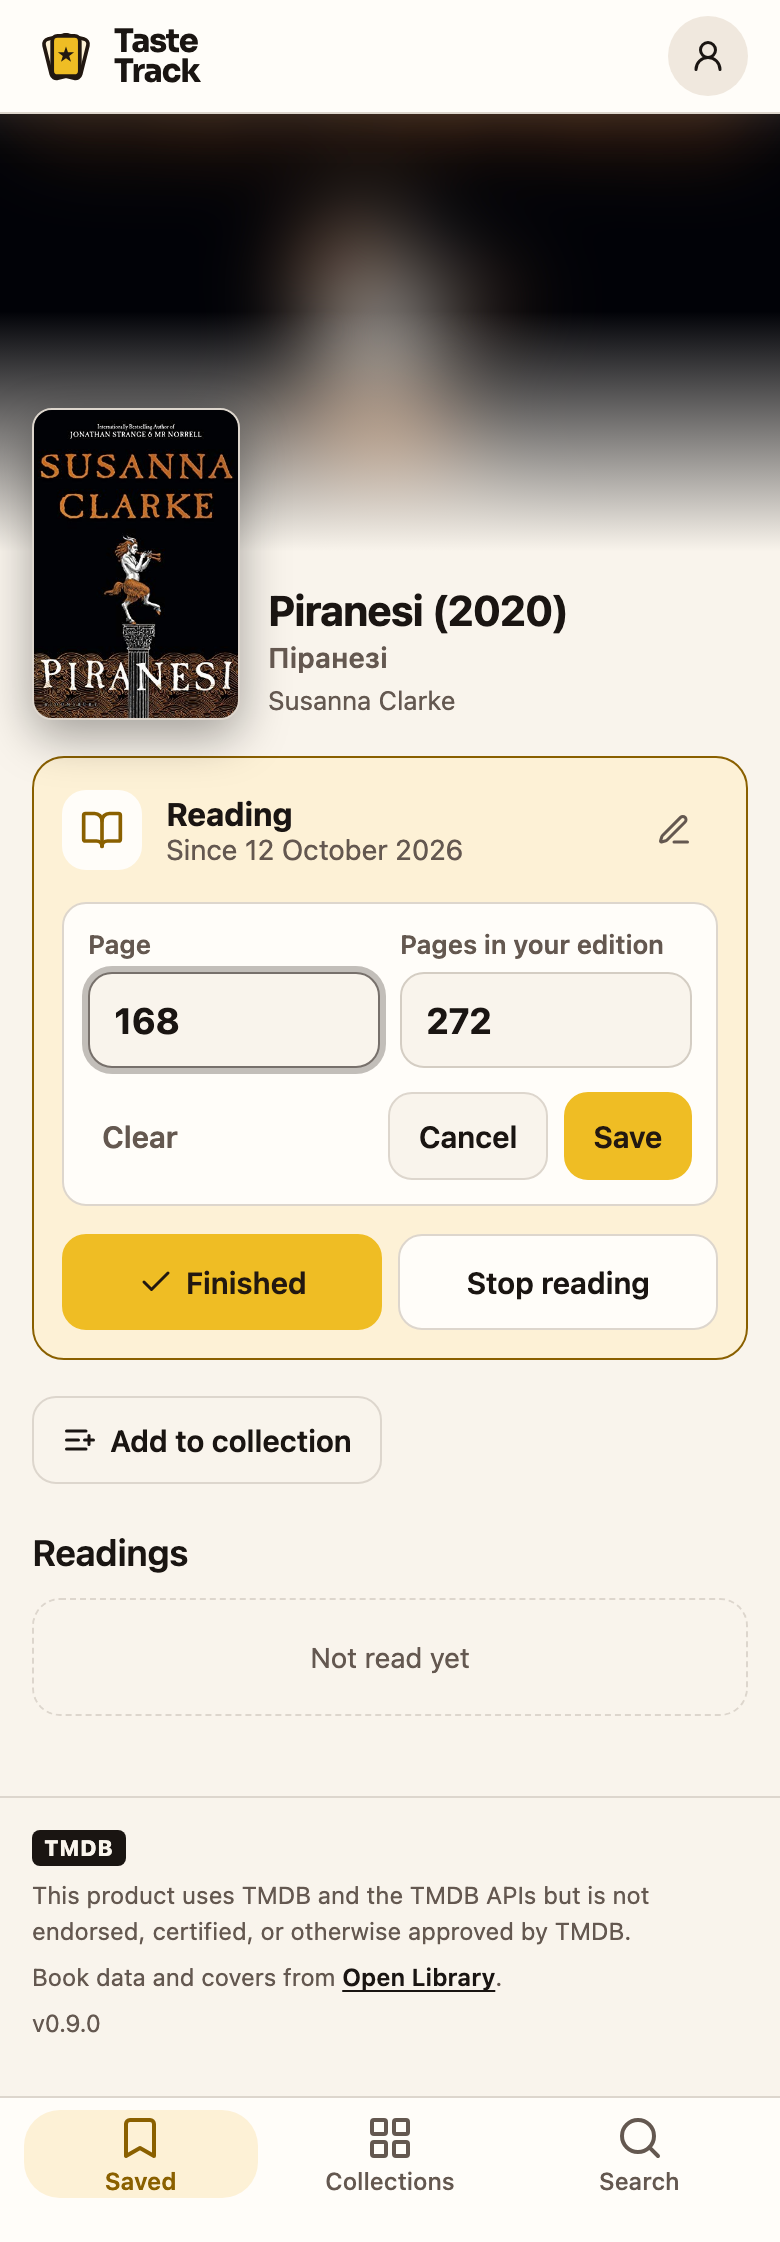 Taste
Track
Internationally Bestselling Author of
JONATHAN STRANGE & MR NORRELL
SUSANNA
CLARKE
PIRANESI
Piranesi (2020)
Піранезі
Susanna Clarke
Reading
Since 12 October 2026
Page
Pages in your edition
168
272
Clear
Cancel
Save
Finished
Stop reading
Add to collection
Readings
Not read yet
TMDB
This product uses TMDB and the TMDB APIs but is not
endorsed, certified, or otherwise approved by TMDB.
Book data and covers from Open Library.
v0.9.0
Saved
Collections
Search